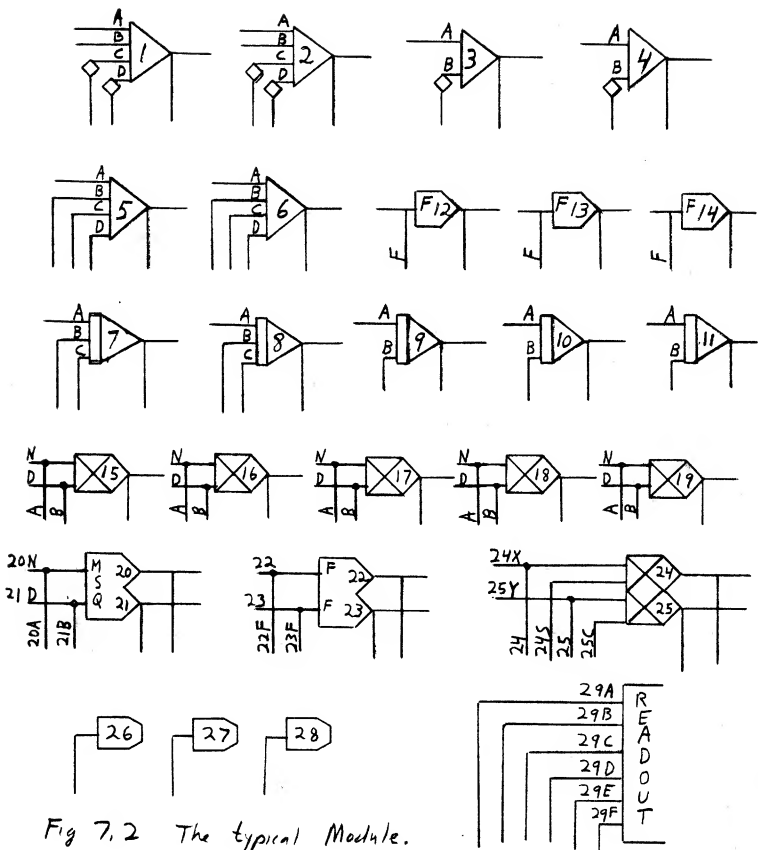 A A A A
B B
C C B B
D D
1 2 3 4
A A
B B
C C
D D
5 6 F12 F13 F14
F F F
A A A A A
B B
C C B B B
7 8 9 10 11
N N N N N
D D D D D
15 16 17 18 19
A B A B A B A B A B
20N M 20 22 F 22 24X 24
S 25Y
21D Q 21 23 F 23 25
20A 21B 22F 23F 24 24S 25 25C
26 27 28
29A R
29B E
29C A
29D D
29E O
29F U
T
Fig 7.2 The typical Module.